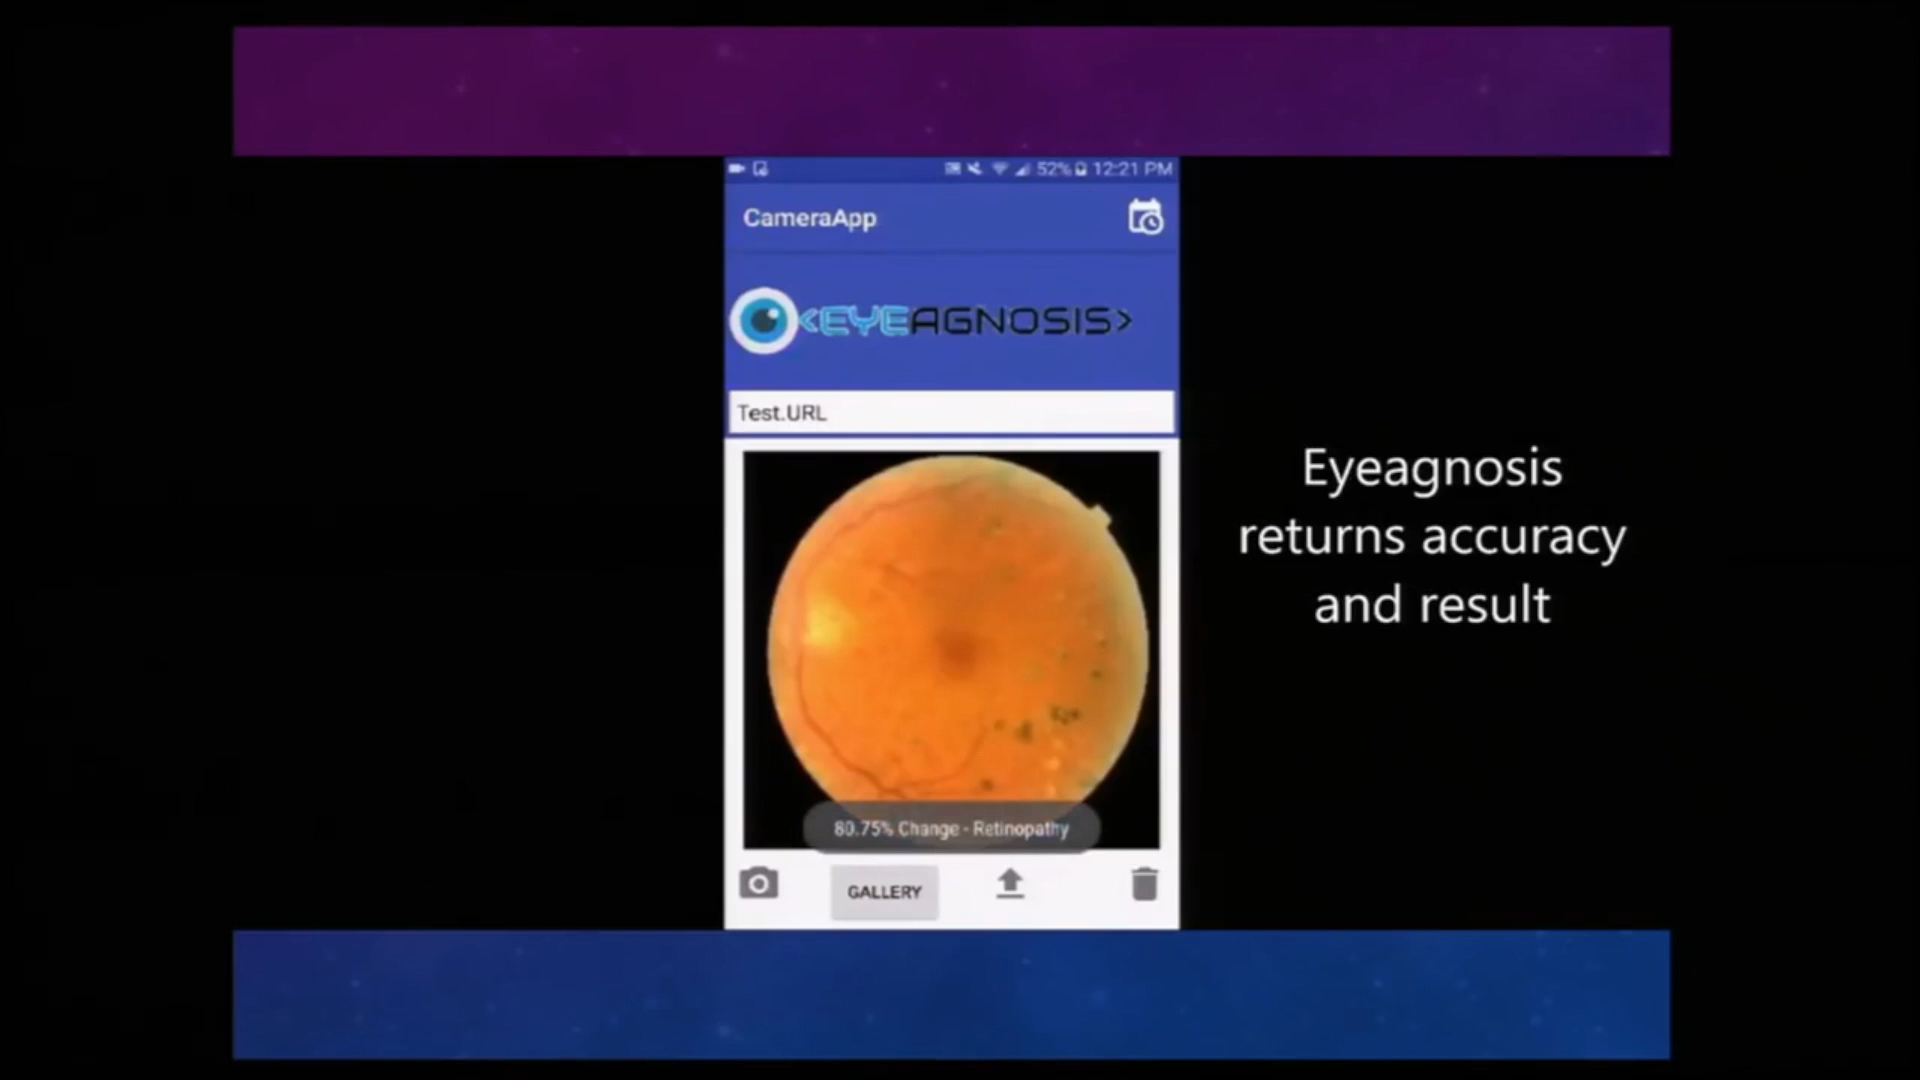 52% 12:21 PM
CameraApp
<EYEAGNOSIS>
Test.URL
80.75% Change - Retinopathy
GALLERY
Eyeagnosis
returns accuracy
and result